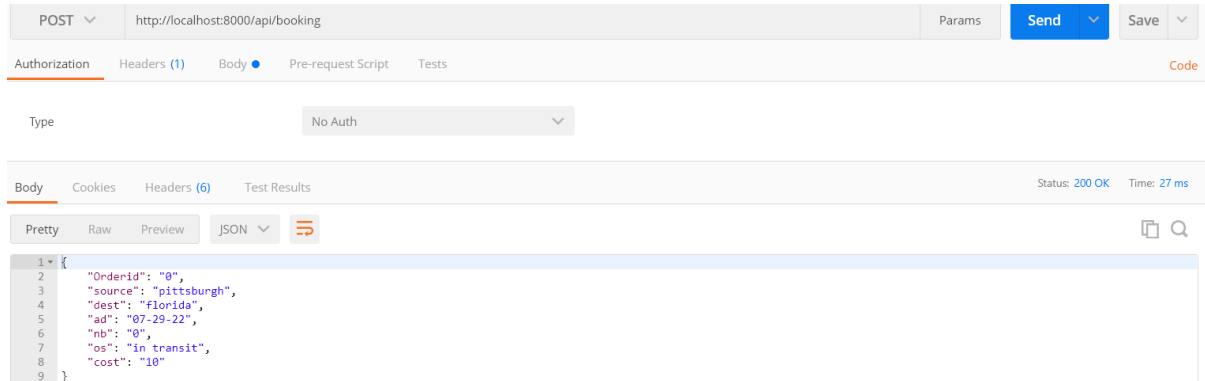 POST http://localhost:8000/api/booking Params Send Save
Authorization Headers (1) Body Pre-request Script Tests Code
Type No Auth
Body Cookies Headers (6) Test Results Status: 200 OK Time: 27 ms
Pretty Raw Preview JSON
1 {
2 "Orderid": "0",
3 "source": "pittsburgh",
4 "dest": "florida",
5 "ad": "07-29-22",
6 "nb": "0",
7 "os": "in transit",
8 "cost": "10"
9 }